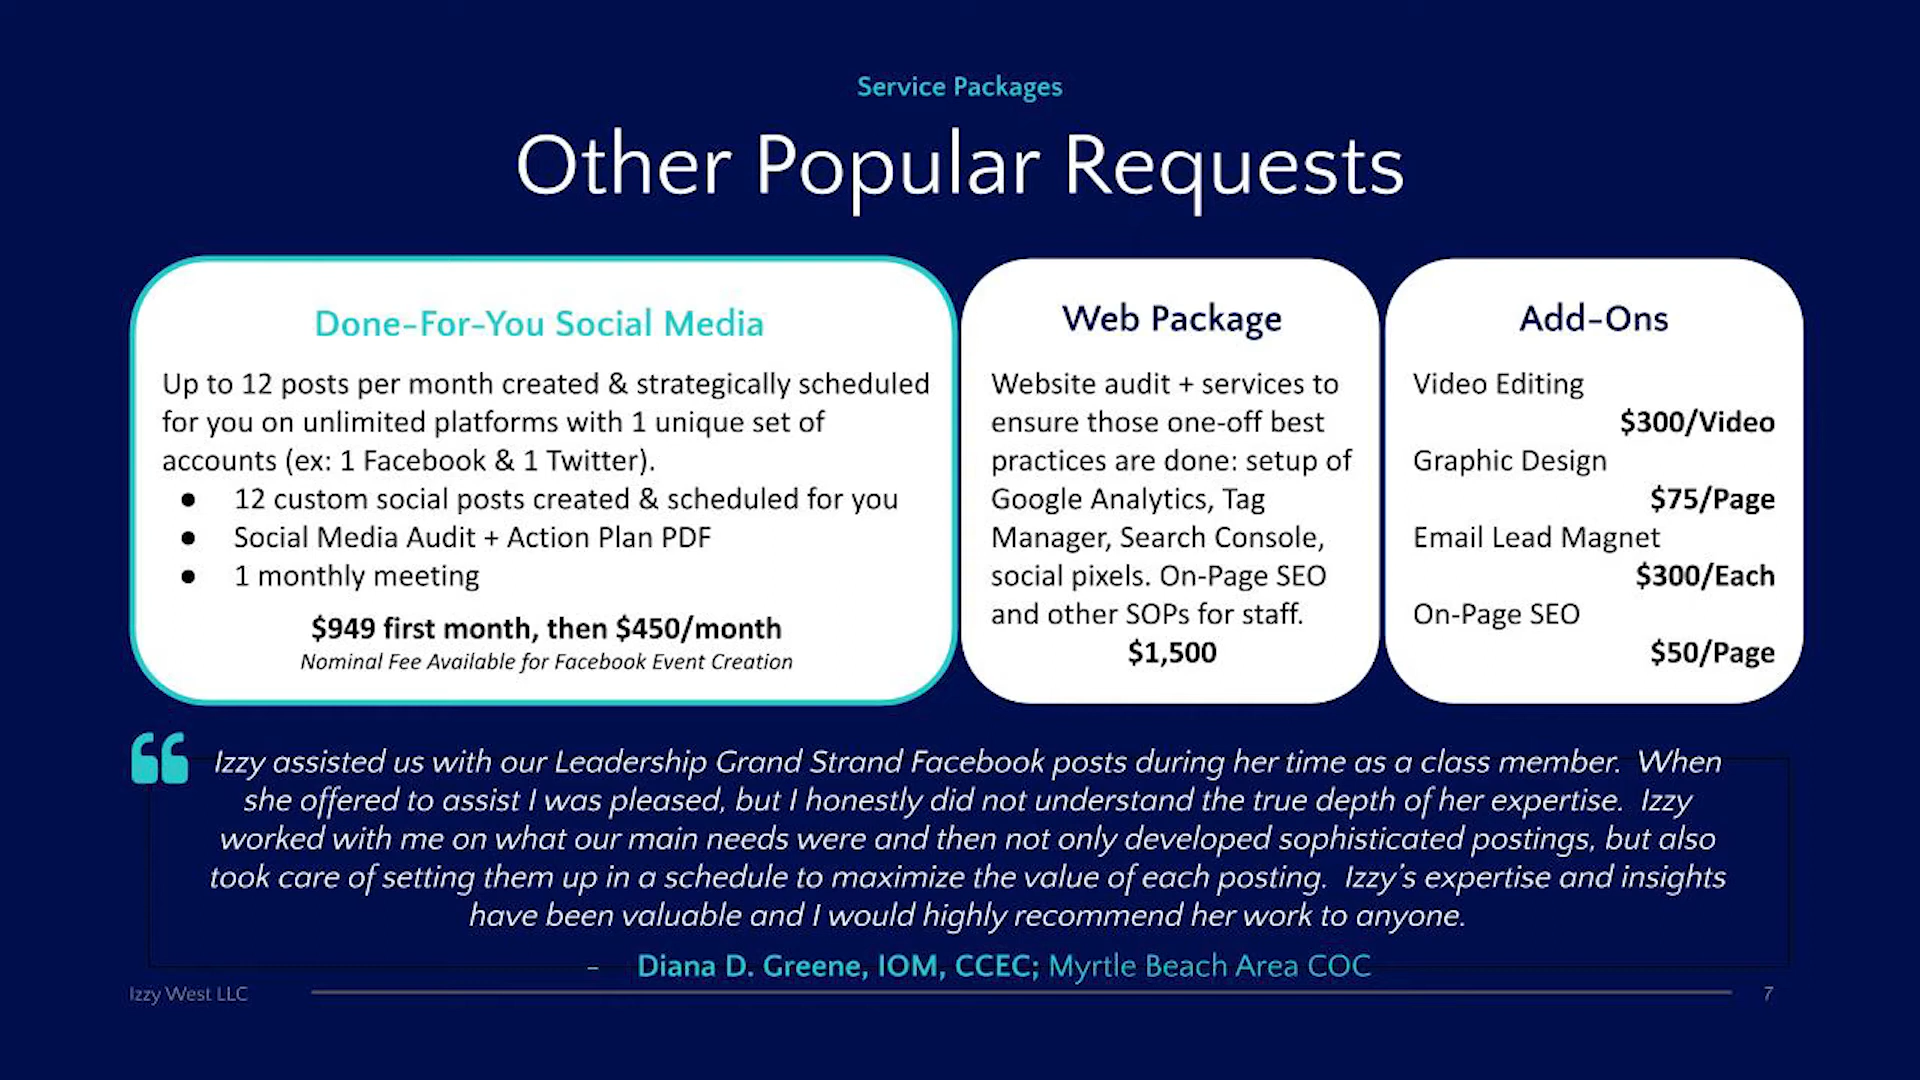 Service Packages
Other Popular Requests
Done-For-You Social Media
Up to 12 posts per month created & strategically scheduled
for you on unlimited platforms with 1 unique set of
accounts (ex: 1 Facebook & 1 Twitter).
● 12 custom social posts created & scheduled for you
● Social Media Audit + Action Plan PDF
● 1 monthly meeting
$949 first month, then $450/month
Nominal Fee Available for Facebook Event Creation
Web Package
Website audit + services to
ensure those one-off best
practices are done: setup of
Google Analytics, Tag
Manager, Search Console,
social pixels. On-Page SEO
and other SOPs for staff.
$1,500
Add-Ons
Video Editing
$300/Video
Graphic Design
$75/Page
Email Lead Magnet
$300/Each
On-Page SEO
$50/Page
“ Izzy assisted us with our Leadership Grand Strand Facebook posts during her time as a class member. When
she offered to assist I was pleased, but I honestly did not understand the true depth of her expertise. Izzy
worked with me on what our main needs were and then not only developed sophisticated postings, but also
took care of setting them up in a schedule to maximize the value of each posting. Izzy's expertise and insights
have been valuable and I would highly recommend her work to anyone.
- Diana D. Greene, IOM, CCEC; Myrtle Beach Area COC
Izzy West LLC
7